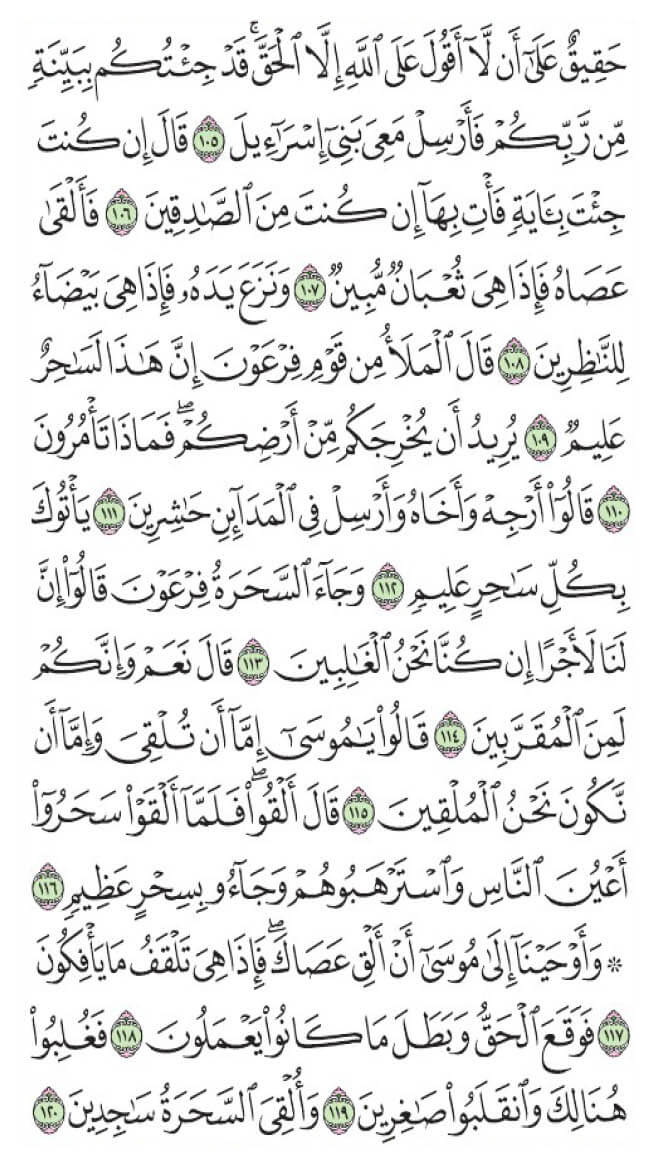 حَقِيقٌ عَلَىٰٓ أَن لَّآ أَقُولَ عَلَى ٱللَّهِ إِلَّا ٱلْحَقَّ ۚ قَدْ جِئْتُكُم بِبَيِّنَةٍ
مِّن رَّبِّكُمْ فَأَرْسِلْ مَعِىَ بَنِىٓ إِسْرَٰٓءِيلَ ١٠٥ قَالَ إِن كُنتَ
جِئْتَ بِـَٔايَةٍ فَأْتِ بِهَآ إِن كُنتَ مِنَ ٱلصَّـٰدِقِينَ ١٠٦ فَأَلْقَىٰ
عَصَاهُ فَإِذَا هِىَ ثُعْبَانٌ مُّبِينٌ ١٠٧ وَنَزَعَ يَدَهُۥ فَإِذَا هِىَ بَيْضَآءُ
لِلنَّـٰظِرِينَ ١٠٨ قَالَ ٱلْمَلَأُ مِن قَوْمِ فِرْعَوْنَ إِنَّ هَـٰذَا لَسَـٰحِرٌ
عَلِيمٌ ١٠٩ يُرِيدُ أَن يُخْرِجَكُم مِّنْ أَرْضِكُمْ ۖ فَمَاذَا تَأْمُرُونَ
١١٠ قَالُوٓا۟ أَرْجِهْ وَأَخَاهُ وَأَرْسِلْ فِى ٱلْمَدَآئِنِ حَـٰشِرِينَ ١١١ يَأْتُوكَ
بِكُلِّ سَـٰحِرٍ عَلِيمٍ ١١٢ وَجَآءَ ٱلسَّحَرَةُ فِرْعَوْنَ قَالُوٓا۟ إِنَّ
لَنَا لَأَجْرًا إِن كُنَّا نَحْنُ ٱلْغَـٰلِبِينَ ١١٣ قَالَ نَعَمْ وَإِنَّكُمْ
لَمِنَ ٱلْمُقَرَّبِينَ ١١٤ قَالُوا۟ يَـٰمُوسَىٰٓ إِمَّآ أَن تُلْقِىَ وَإِمَّآ أَن
نَّكُونَ نَحْنُ ٱلْمُلْقِينَ ١١٥ قَالَ أَلْقُوا۟ ۖ فَلَمَّآ أَلْقَوْا۟ سَحَرُوٓا۟
أَعْيُنَ ٱلنَّاسِ وَٱسْتَرْهَبُوهُمْ وَجَآءُو بِسِحْرٍ عَظِيمٍ ١١٦
۞ وَأَوْحَيْنَآ إِلَىٰ مُوسَىٰٓ أَنْ أَلْقِ عَصَاكَ ۖ فَإِذَا هِىَ تَلْقَفُ مَا يَأْفِكُونَ
١١٧ فَوَقَعَ ٱلْحَقُّ وَبَطَلَ مَا كَانُوا۟ يَعْمَلُونَ ١١٨ فَغُلِبُوا۟
هُنَالِكَ وَٱنقَلَبُوا۟ صَـٰغِرِينَ ١١٩ وَأُلْقِىَ ٱلسَّحَرَةُ سَـٰجِدِينَ ١٢٠